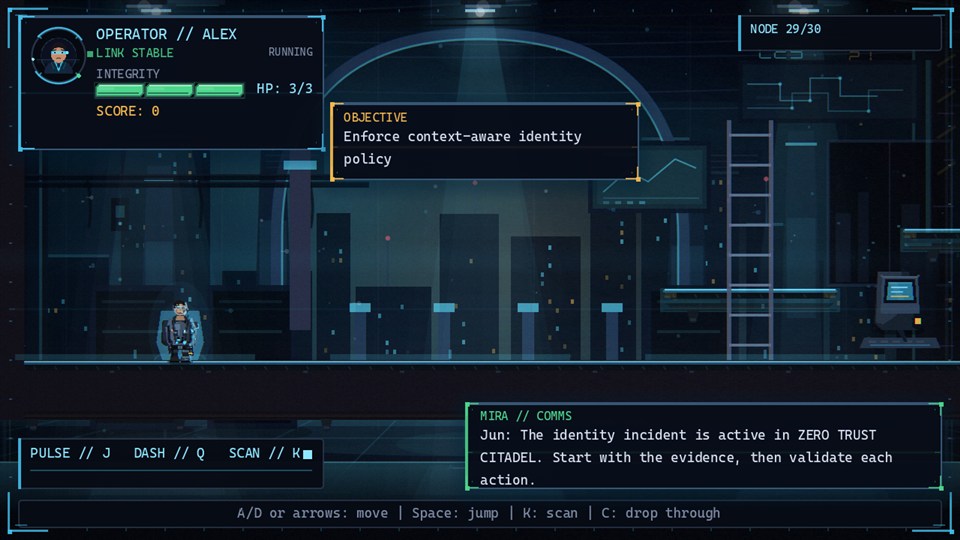 OPERATOR // ALEX
LINK STABLE
RUNNING
INTEGRITY
HP: 3/3
SCORE: 0
NODE 29/30
OBJECTIVE
Enforce context-aware identity
policy
MIRA // COMMS
Jun: The identity incident is active in ZERO TRUST
CITADEL. Start with the evidence, then validate each
action.
PULSE // J DASH // Q SCAN // K
A/D or arrows: move | Space: jump | K: scan | C: drop through